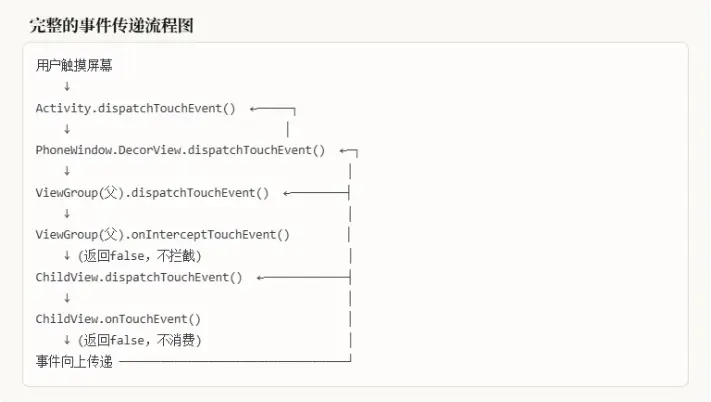 完整的事件传递流程图
用户触摸屏幕
↓
Activity.dispatchTouchEvent() ←────┐
↓ │
PhoneWindow.DecorView.dispatchTouchEvent() ←─┐
↓ │
ViewGroup(父).dispatchTouchEvent() ←───────┤
↓ │
ViewGroup(父).onInterceptTouchEvent() │
↓ (返回false，不拦截) │
ChildView.dispatchTouchEvent() ←──────────┤
↓ │
ChildView.onTouchEvent() │
↓ (返回false，不消费) │
事件向上传递 ──────────────────────────┘